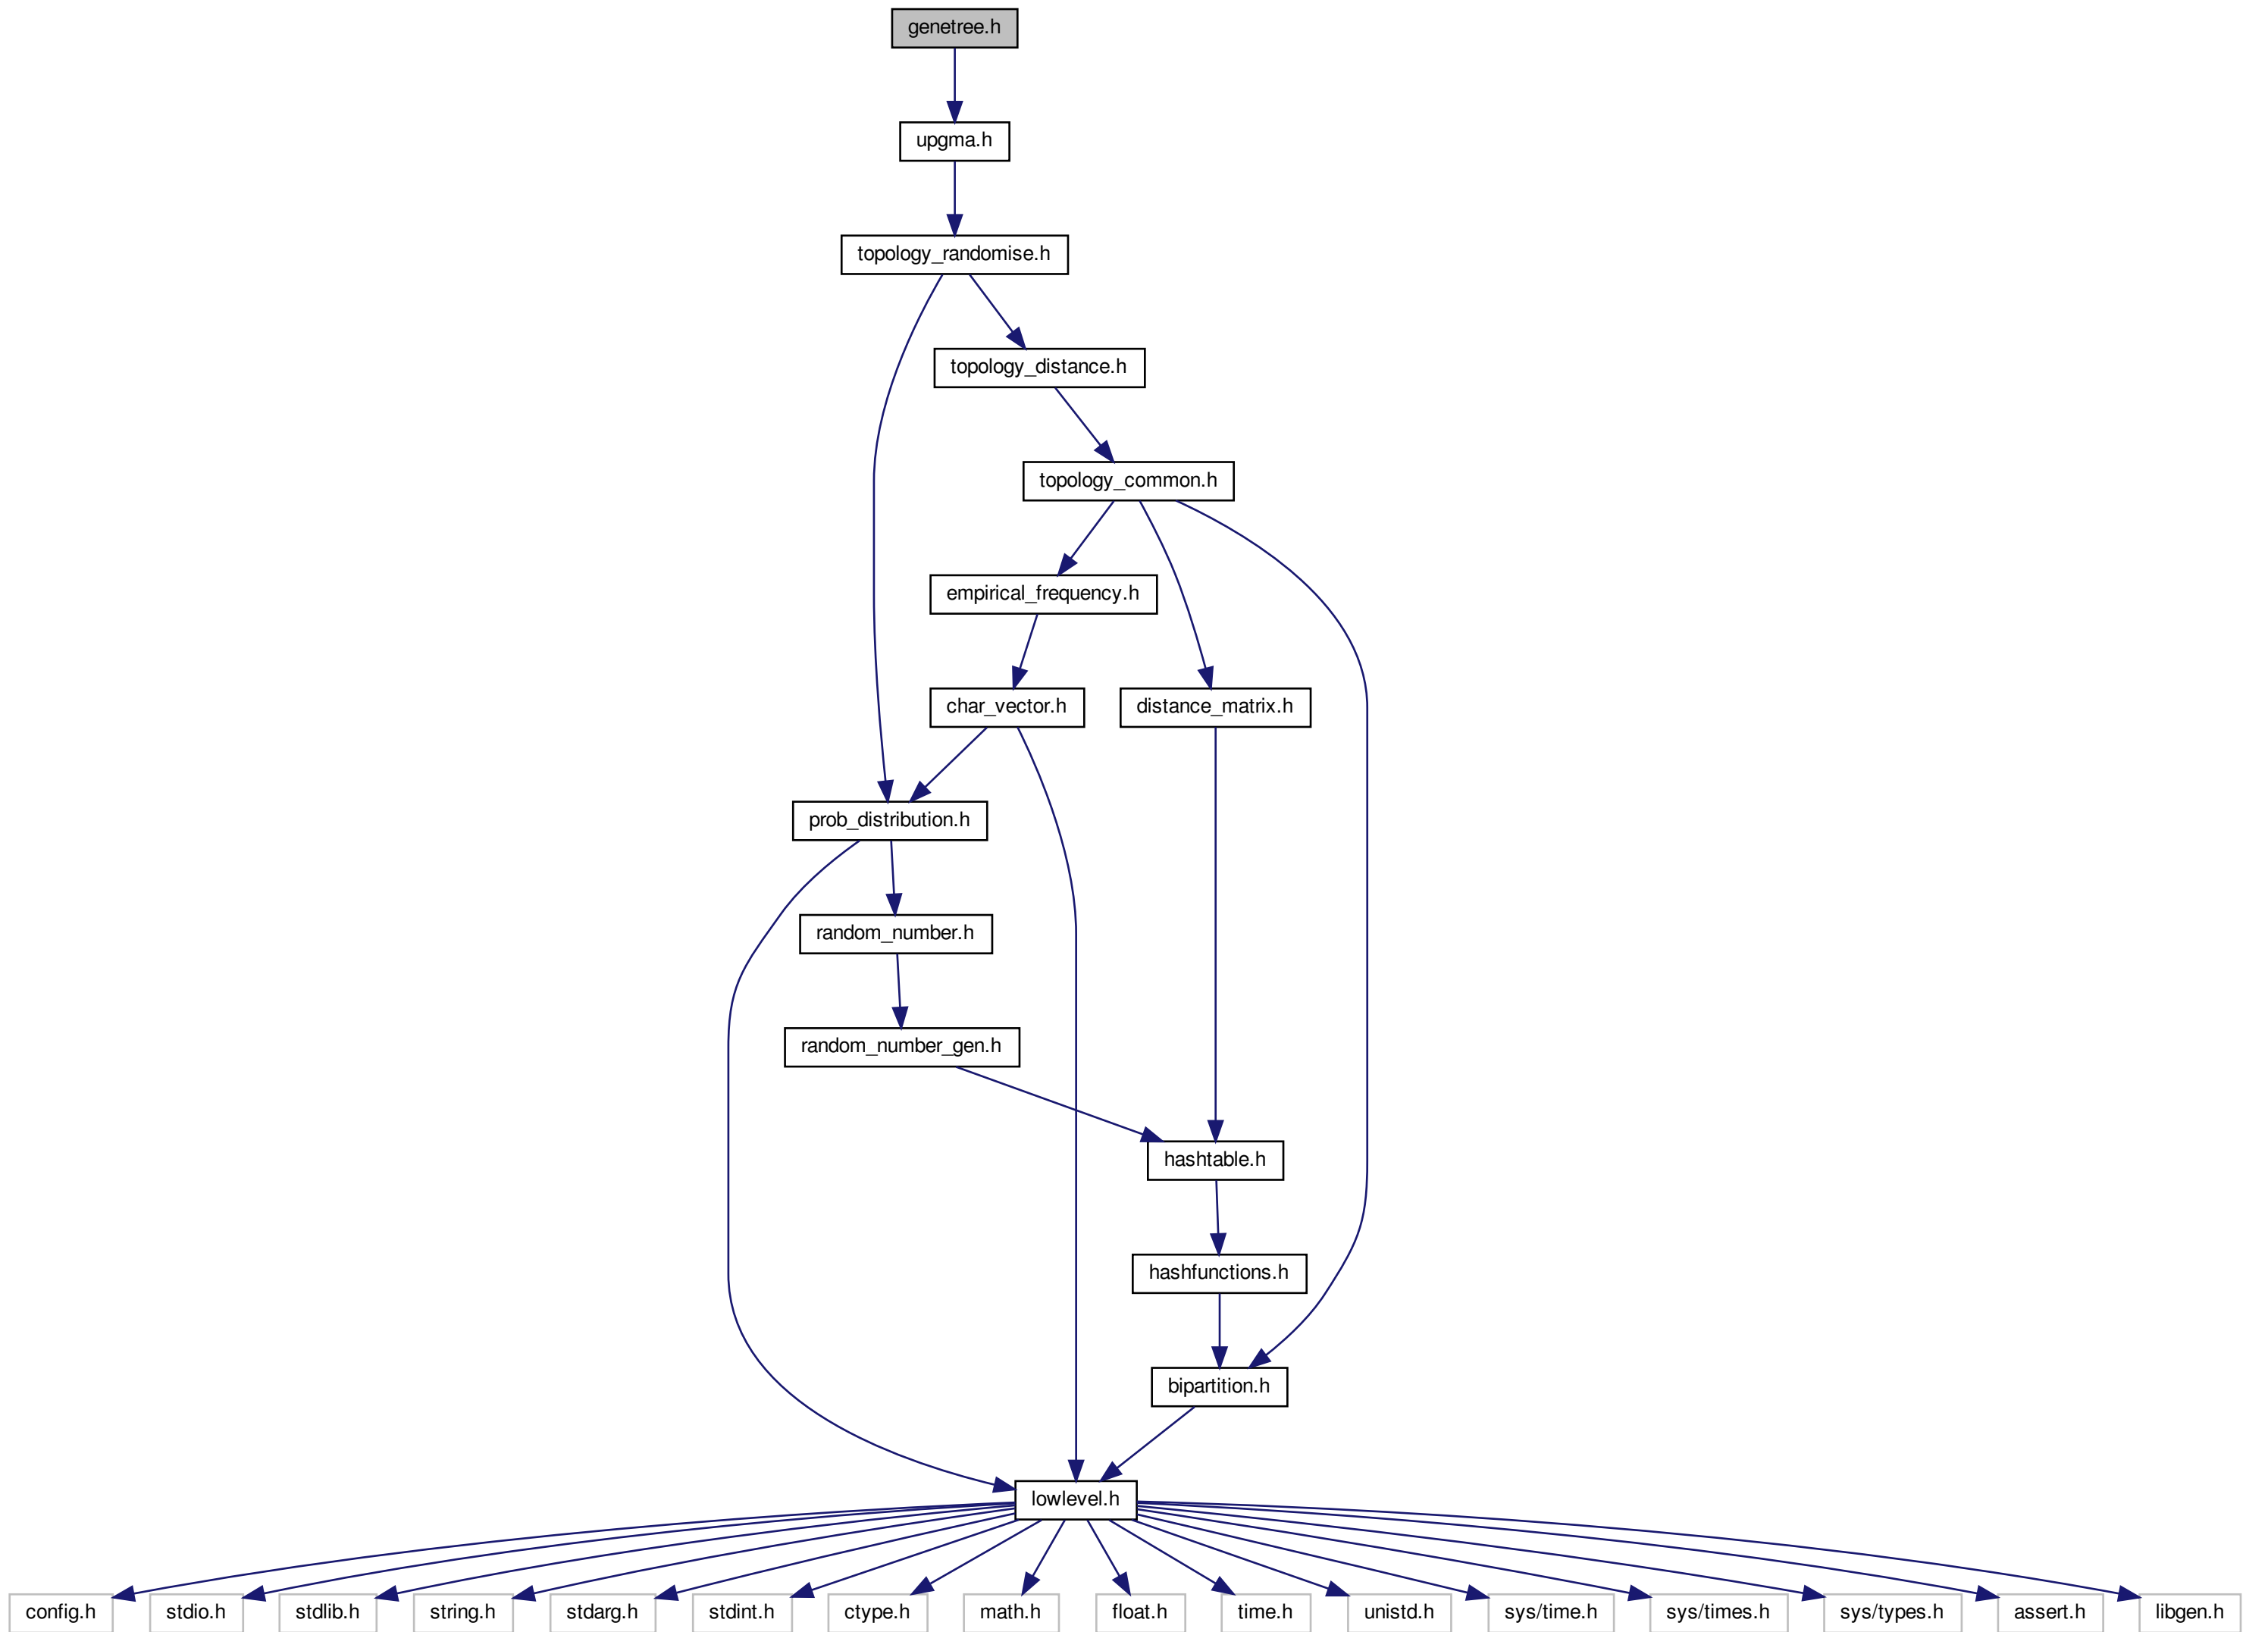 genetree.h
upgma.h
topology_randomise.h
topology_distance.h
topology_common.h
empirical_frequency.h
char_vector.h
distance_matrix.h
prob_distribution.h
random_number.h
random_number_gen.h
hashtable.h
hashfunctions.h
bipartition.h
lowlevel.h
config.h
stdio.h
stdlib.h
string.h
stdarg.h
stdint.h
ctype.h
math.h
float.h
time.h
unistd.h
sys/time.h
sys/times.h
sys/types.h
assert.h
libgen.h